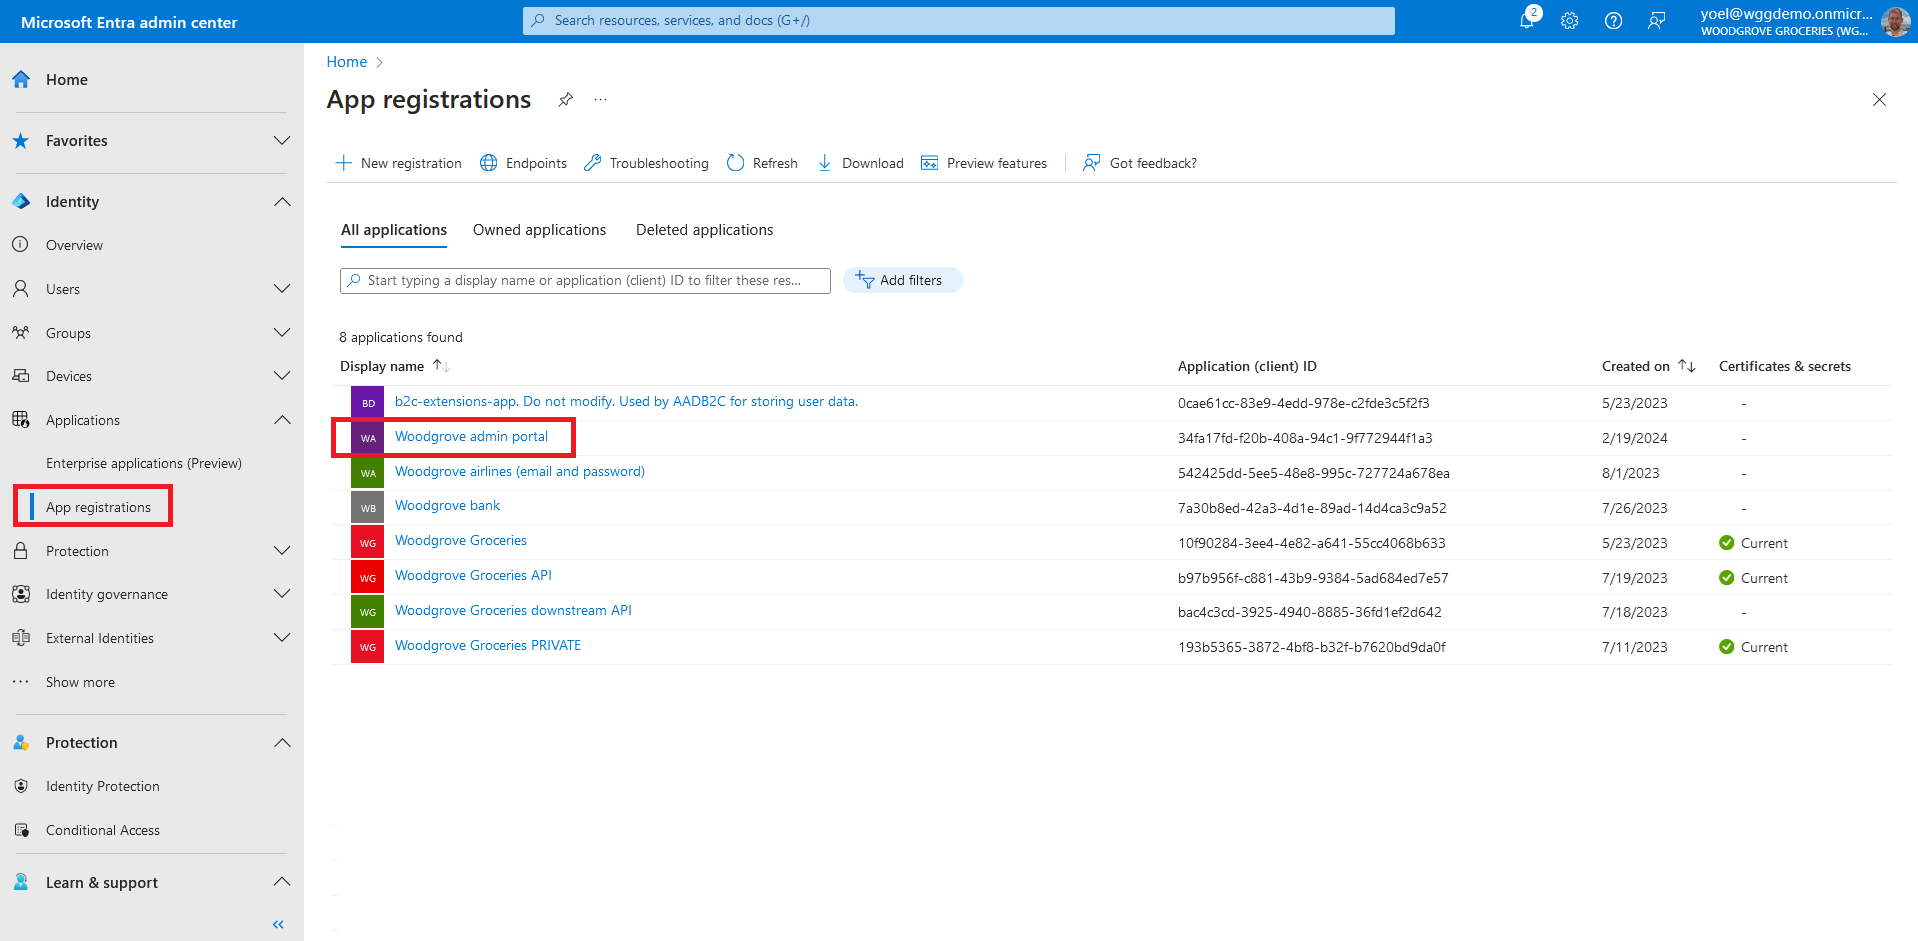 Microsoft Entra admin center
Search resources, services, and docs (G+/)
2
yoel@wggdemo.onmicr...
WOODGROVE GROCERIES (WG...
Home
Favorites
Identity
Overview
Users
Groups
Devices
Applications
Enterprise applications (Preview)
App registrations
Protection
Identity governance
External Identities
Show more
Protection
Identity Protection
Conditional Access
Learn & support
Home
App registrations
New registration Endpoints Troubleshooting Refresh Download Preview features Got feedback?
All applications Owned applications Deleted applications
Start typing a display name or application (client) ID to filter these res... Add filters
8 applications found
Display name Application (client) ID Created on Certificates & secrets
BD b2c-extensions-app. Do not modify. Used by AADB2C for storing user data. 0cae61cc-83e9-4edd-978e-c2fde3c5f2f3 5/23/2023 -
WA Woodgrove admin portal 34fa17fd-f20b-408a-94c1-9f772944f1a3 2/19/2024 -
WA Woodgrove airlines (email and password) 542425dd-5ee5-48e8-995c-727724a678ea 8/1/2023 -
WB Woodgrove bank 7a30b8ed-42a3-4d1e-89ad-14d4ca3c9a52 7/26/2023 -
WG Woodgrove Groceries 10f90284-3ee4-4e82-a641-55cc4068b633 5/23/2023 Current
WG Woodgrove Groceries API b97b956f-c881-43b9-9384-5ad684ed7e57 7/19/2023 Current
WG Woodgrove Groceries downstream API bac4c3cd-3925-4940-8885-36fd1ef2d642 7/18/2023 -
WG Woodgrove Groceries PRIVATE 193b5365-3872-4bf8-b32f-b7620bd9da0f 7/11/2023 Current